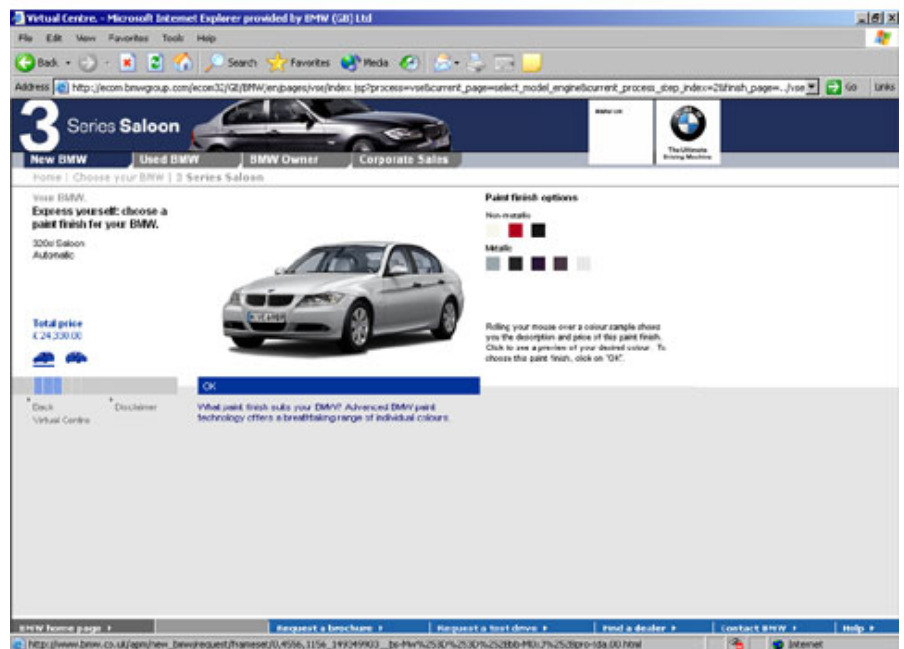 Virtual Centre. - Microsoft Internet Explorer provided by BMW (GB) Ltd
File Edit View Favorites Tools Help
Back Search Favorites Media
Address Go Links
3 Series Saloon
The Ultimate
Driving Machine
New BMW Used BMW BMW Owner Corporate Sales
Home | Choose your BMW | 3 Series Saloon
Your BMW.
Express yourself: choose a
paint finish for your BMW.
Automatic
Paint finish options
Non-metallic
Metallic
Total price
Rolling your mouse over a colour sample shows
you the description and price of this paint finish.
Click to see a preview of your desired colour. To
choose this paint finish, click on "OK".
OK
What paint finish suits your BMW? Advanced BMW paint
technology offers a breathtaking range of individual colours.
Back Disclaimer
Virtual Centre
BMW home page Request a brochure Request a test drive Find a dealer Contact BMW Help
Internet